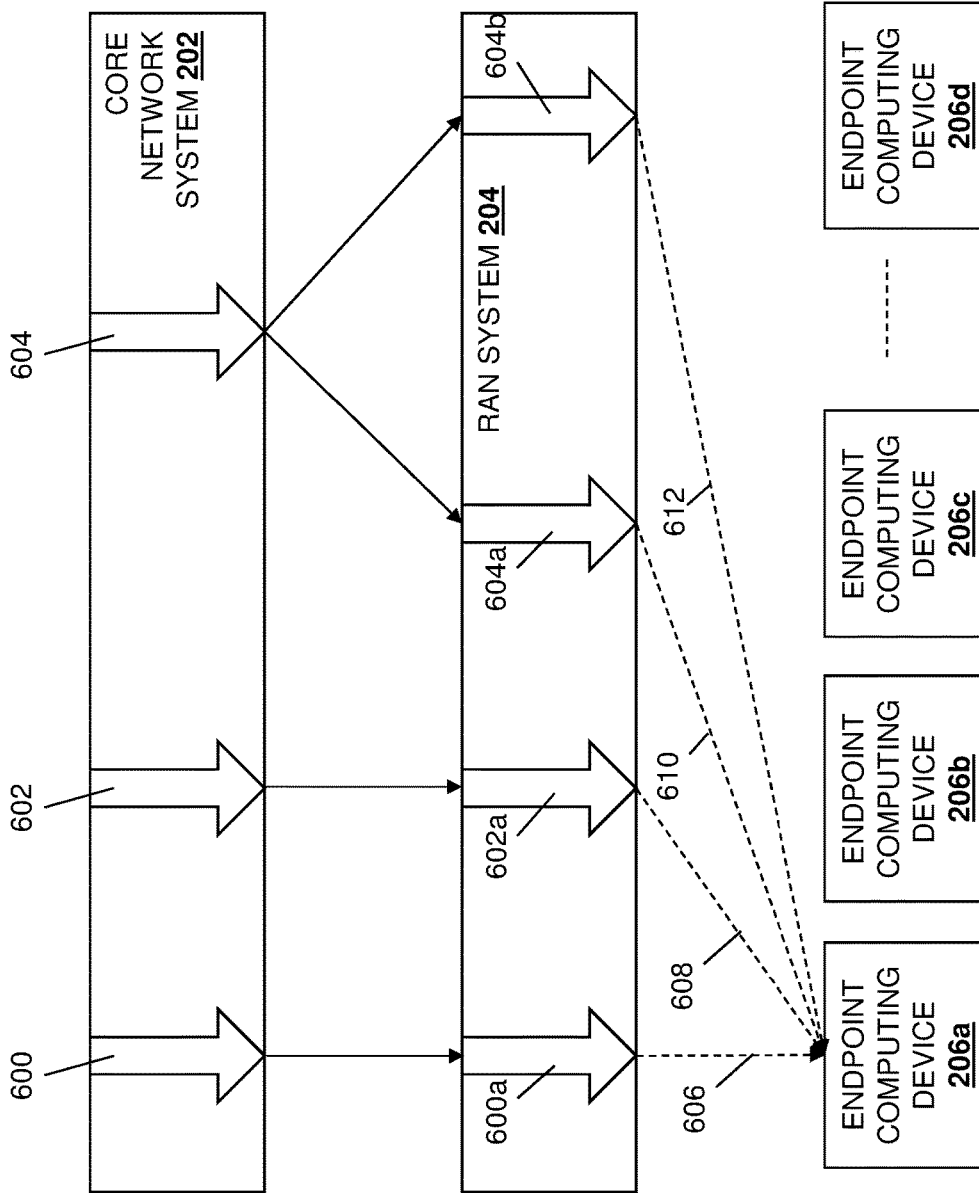 600
602
604
CORE
NETWORK
SYSTEM 202
RAN SYSTEM 204
600a
602a
604a
604b
606
608
610
612
ENDPOINT
COMPUTING
DEVICE
206a
ENDPOINT
COMPUTING
DEVICE
206b
ENDPOINT
COMPUTING
DEVICE
206c
ENDPOINT
COMPUTING
DEVICE
206d